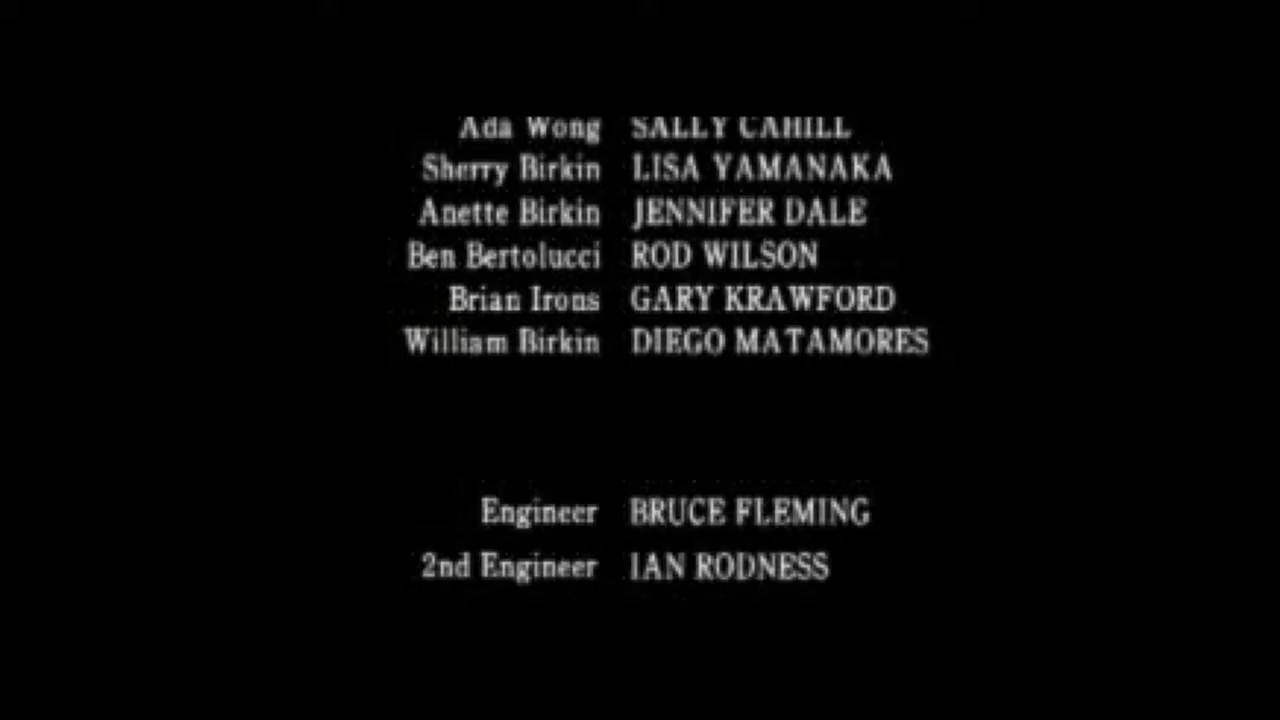 Ada Wong SALLY CAHILL
Sherry Birkin LISA YAMANAKA
Anette Birkin JENNIFER DALE
Ben Bertolucci ROD WILSON
Brian Irons GARY KRAWFORD
William Birkin DIEGO MATAMORES
Engineer BRUCE FLEMING
2nd Engineer IAN RODNESS